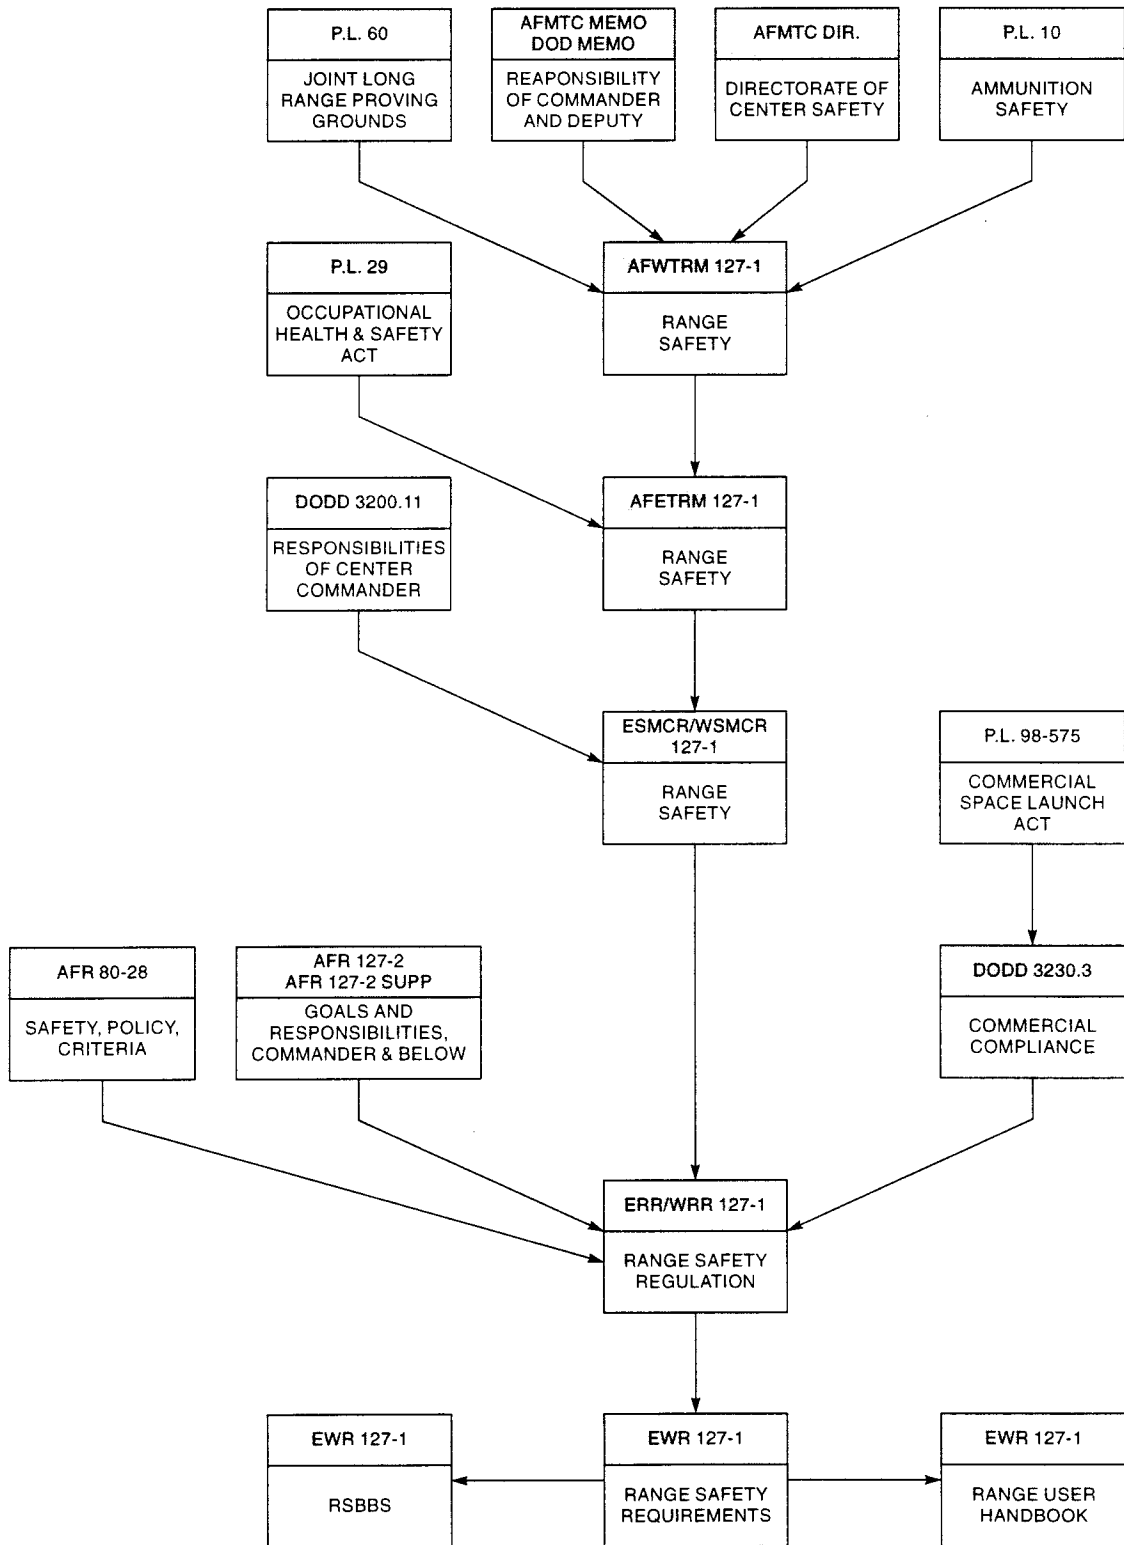 P.L. 60
JOINT LONG
RANGE PROVING
GROUNDS
AFMTC MEMO
DOD MEMO
REAPONSIBILITY
OF COMMANDER
AND DEPUTY
AFMTC DIR.
DIRECTORATE OF
CENTER SAFETY
P.L. 10
AMMUNITION
SAFETY
P.L. 29
OCCUPATIONAL
HEALTH & SAFETY
ACT
AFWTRM 127-1
RANGE
SAFETY
DODD 3200.11
RESPONSIBILITIES
OF CENTER
COMMANDER
AFETRM 127-1
RANGE
SAFETY
ESMCR/WSMCR
127-1
RANGE
SAFETY
P.L. 98-575
COMMERCIAL
SPACE LAUNCH
ACT
AFR 80-28
SAFETY, POLICY,
CRITERIA
AFR 127-2
AFR 127-2 SUPP
GOALS AND
RESPONSIBILITIES,
COMMANDER & BELOW
DODD 3230.3
COMMERCIAL
COMPLIANCE
ERR/WRR 127-1
RANGE SAFETY
REGULATION
EWR 127-1
RSBBS
EWR 127-1
RANGE SAFETY
REQUIREMENTS
EWR 127-1
RANGE USER
HANDBOOK